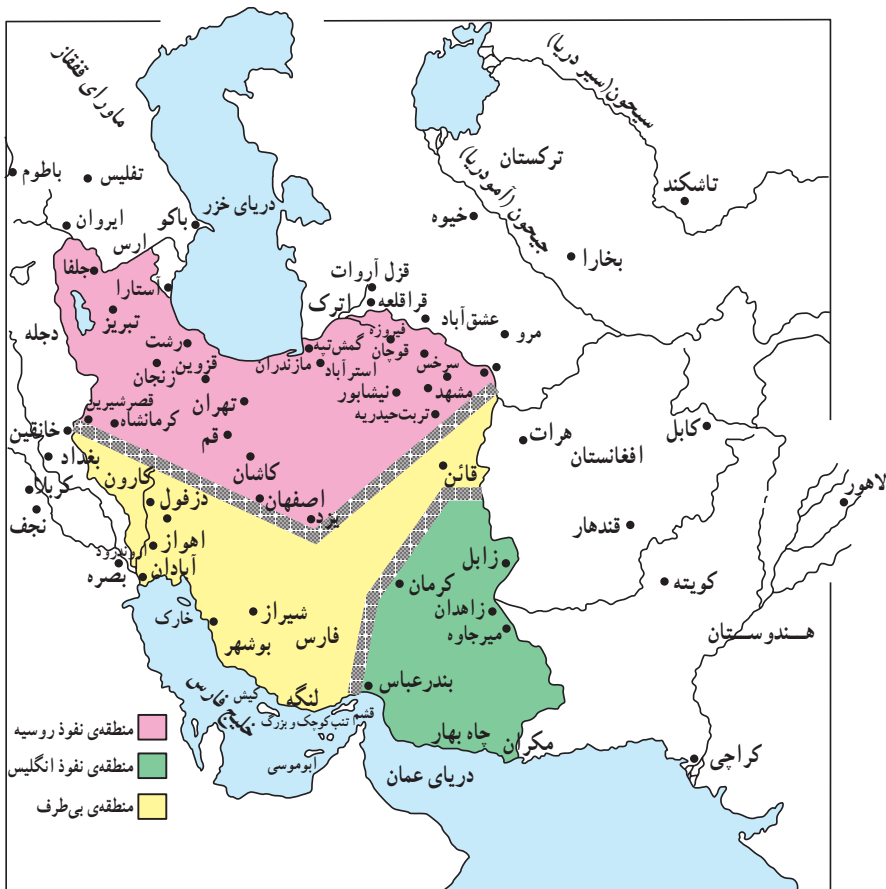 ماورای قفقاز
سیحون (سیر دریا)
ترکستان
تاشکند
باطوم
تفلیس
دریای خزر
جیحون (آمودریا)
خیوه
بخارا
ایروان
باکو
ارس
جلفا
آستارا
قزل آروات
اترک
قراقلعه
عشق‌آباد
مرو
تبریز
دجله
رشت
گمش‌تپه
فیروزه
قوچان
سرخس
مازندران
استرآباد
زنجان
قزوین
مشهد
نیشابور
تهران
تربت‌حیدریه
قصرشیرین
کرمانشاه
خانقین
قم
هرات
کابل
افغانستان
بغداد
کاشان
قائن
کارون
لاهور
کربلا
دزفول
اصفهان
نجف
یزد
قندهار
اهواز
اروندرود
بصره
آبادان
زابل
کرمان
کویته
خارک
شیراز
فارس
زاهدان
میرجاوه
بوشهر
هــنـدوســتان
بندرعباس
خلیج فارس
کیش
لنگه
قشم
تنب‌کوچک و بزرگ
ابوموسی
چاه بهار
مکران
کراچی
دریای عمان
منطقه‌ی نفوذ روسیه
منطقه‌ی نفوذ انگلیس
منطقه‌ی بی‌طرف